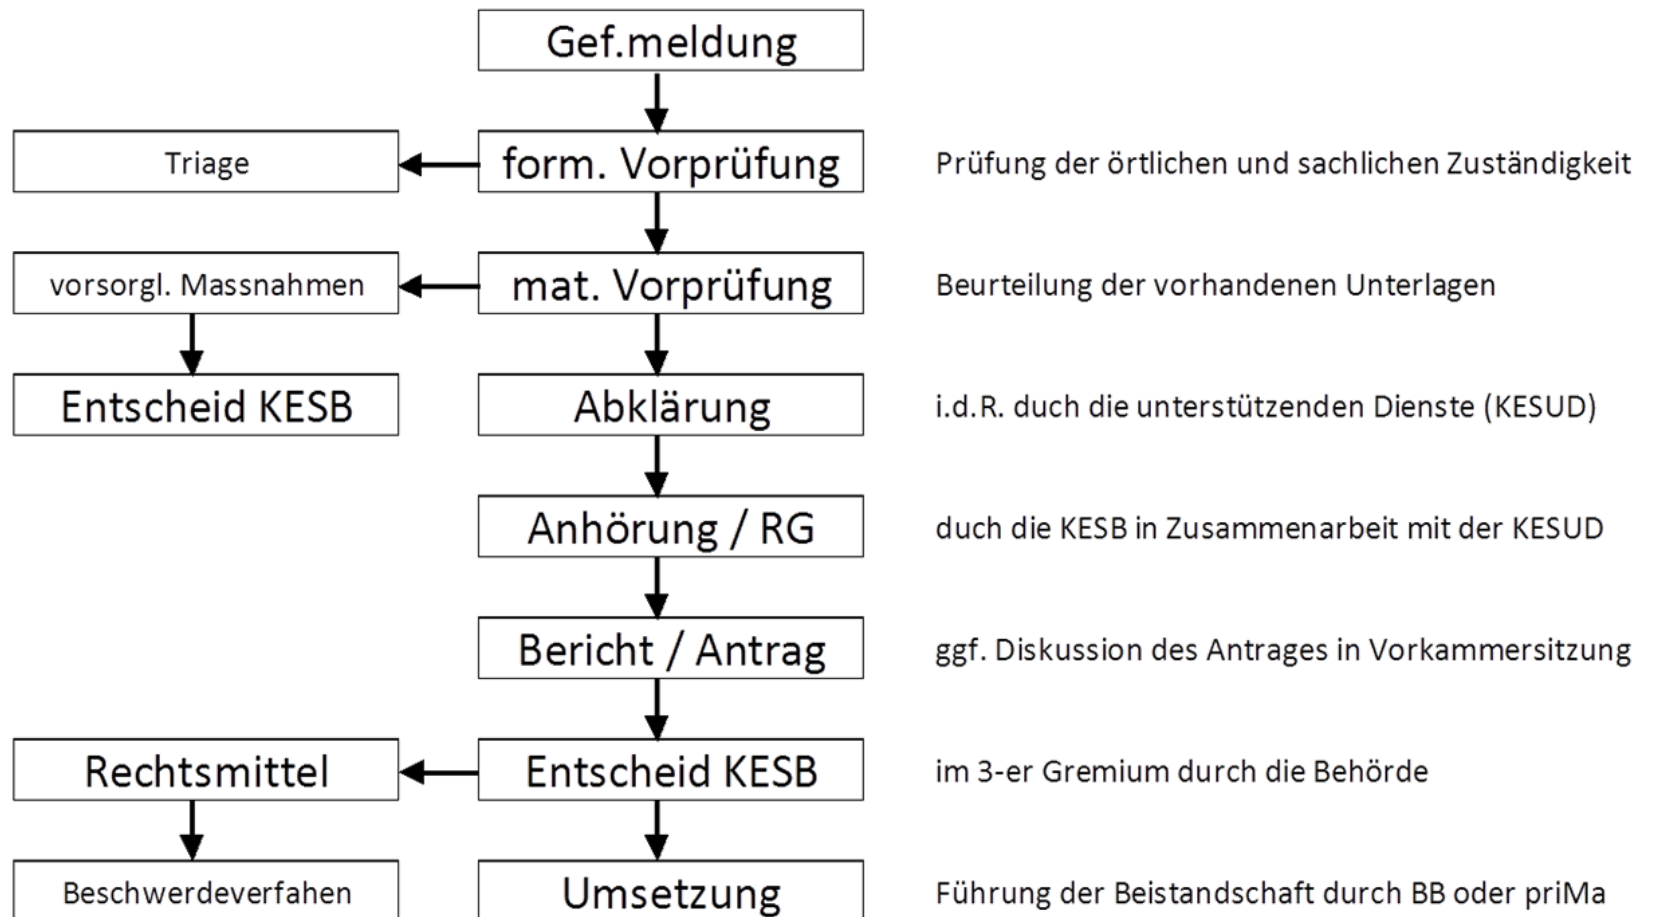 Gef.meldung
Triage
form. Vorprüfung
Prüfung der örtlichen und sachlichen Zuständigkeit
vorsorgl. Massnahmen
mat. Vorprüfung
Beurteilung der vorhandenen Unterlagen
Entscheid KESB
Abklärung
i.d.R. duch die unterstützenden Dienste (KESUD)
Anhörung / RG
duch die KESB in Zusammenarbeit mit der KESUD
Bericht / Antrag
ggf. Diskussion des Antrages in Vorkammersitzung
Rechtsmittel
Entscheid KESB
im 3-er Gremium durch die Behörde
Beschwerdeverfahen
Umsetzung
Führung der Beistandschaft durch BB oder priMa